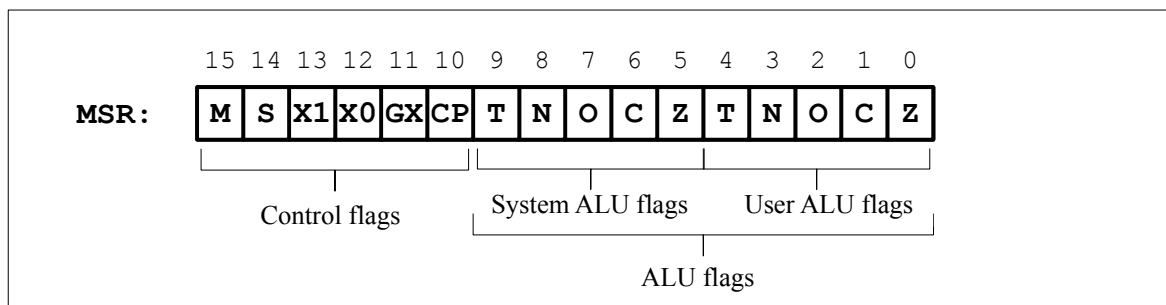 15 14 13 12 11 10 9 8 7 6 5 4 3 2 1 0
MSR: M S X1 X0 GX CP T N O C Z T N O C Z
Control flags System ALU flags User ALU flags
ALU flags